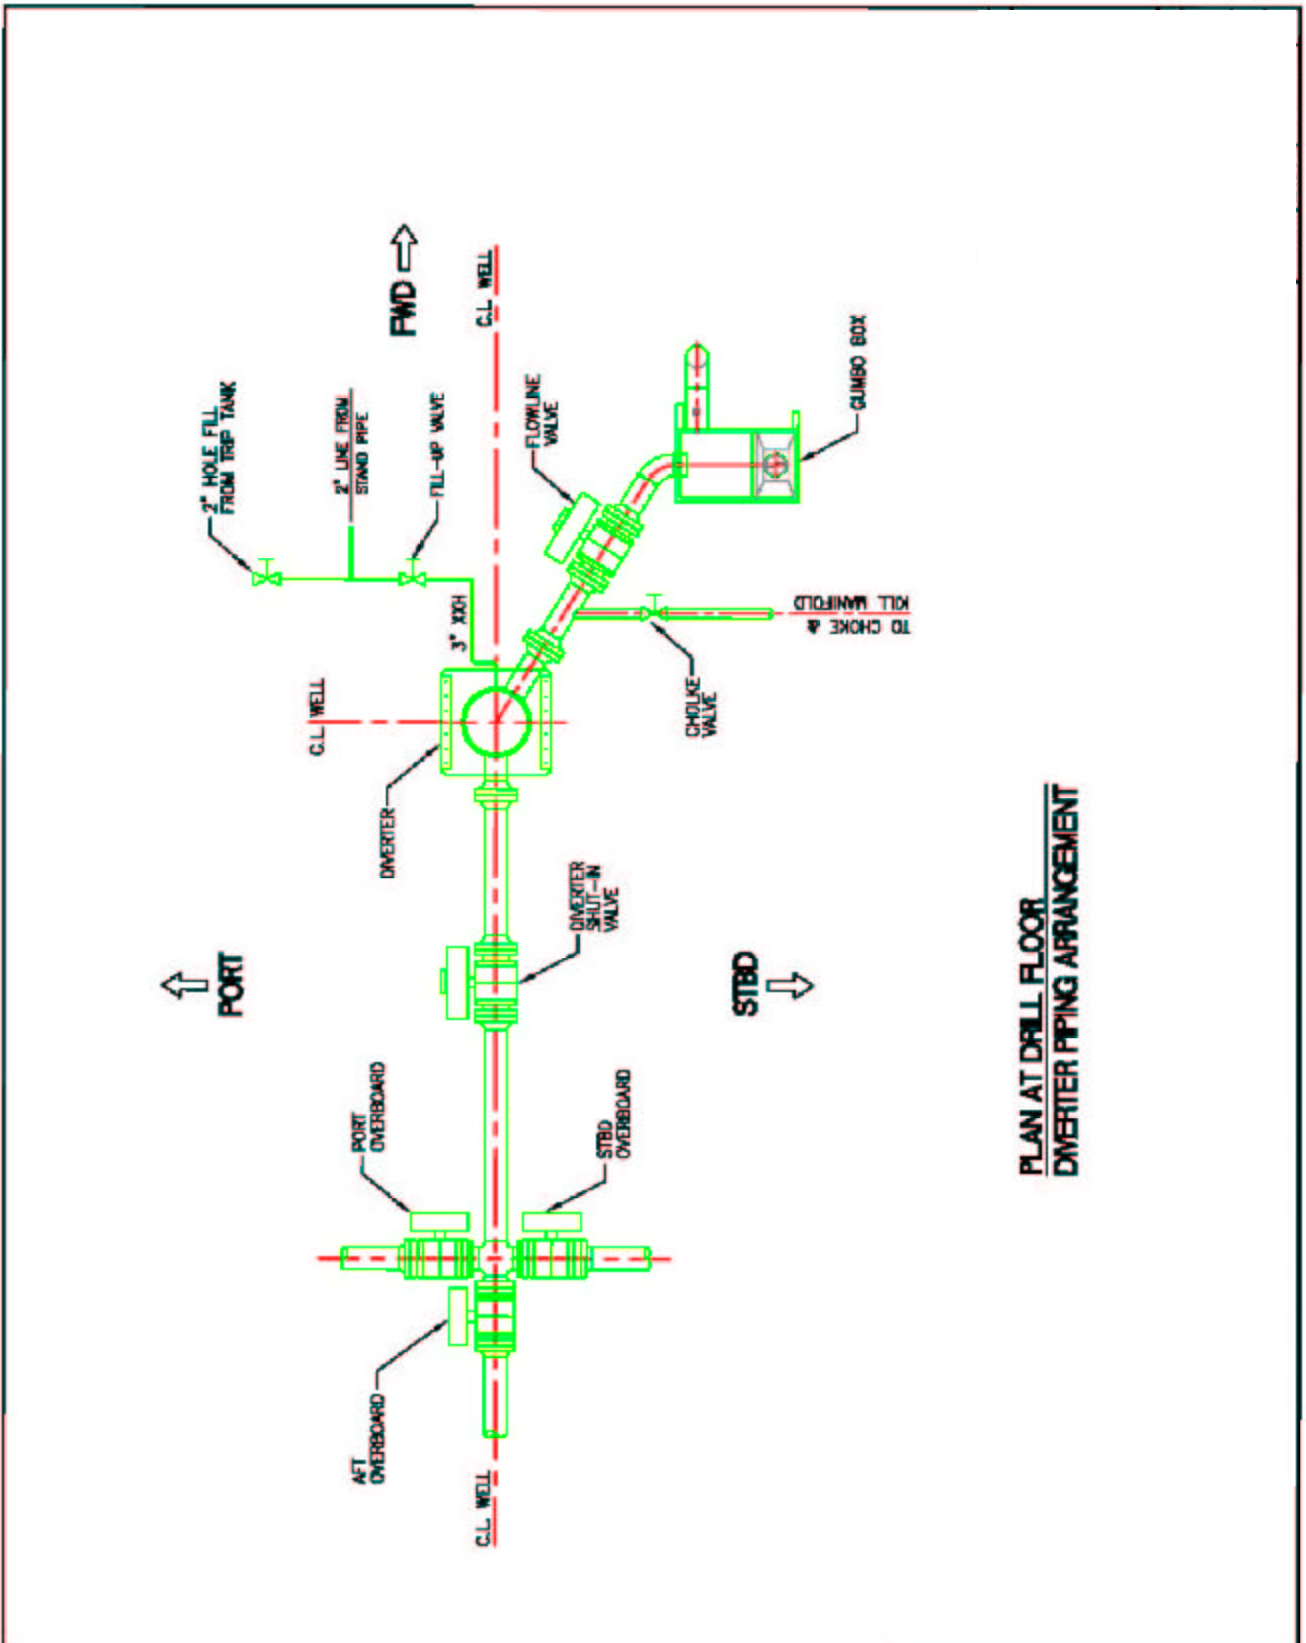 2" HOLE FILL
FROM TRIP TANK
2" LINE FROM
STAND PIPE
FILL-UP VALVE
FWD
C.L. WELL
FLOWLINE
VALVE
GUMBO BOX
3" XXH
C.L. WELL
TO CHOKE &
KILL MANIFOLD
CHOLKE
VALVE
DIVERTER
DIVERTER
SHUT-IN
VALVE
PORT
STBD
PORT
OVERBOARD
STBD
OVERBOARD
AFT
OVERBOARD
C.L. WELL
PLAN AT DRILL FLOOR
DIVERTER PIPING ARRANGEMENT